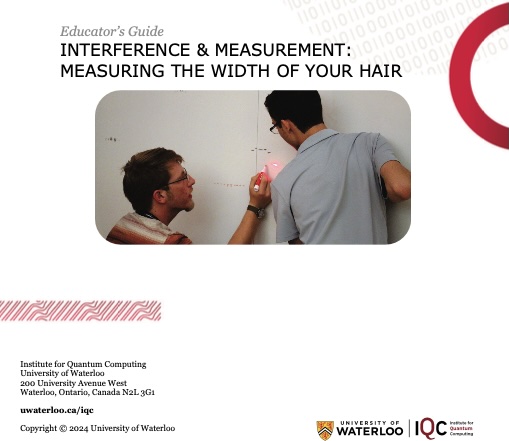 Educator's Guide
INTERFERENCE & MEASUREMENT:
MEASURING THE WIDTH OF YOUR HAIR
Institute for Quantum Computing
University of Waterloo
200 University Avenue West
Waterloo, Ontario, Canada N2L 3G1
uwaterloo.ca/iqc
Copyright © 2024 University of Waterloo
UNIVERSITY OF
WATERLOO
IQC
Institute for
Quantum
Computing